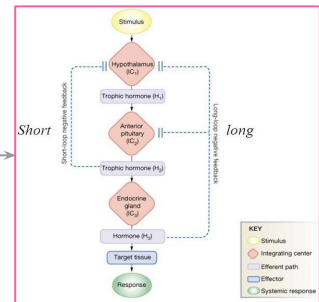 Stimulus
Hypothalamus
(IC₁)
Trophic hormone (H₁)
Short
Short-loop negative feedback
Anterior
pituitary
(IC₂)
long
Long-loop negative
feedback
Trophic hormone (H₂)
Endocrine
gland
(IC₃)
Hormone (H₃)
Target tissue
Response
KEY
Stimulus
Integrating center
Efferent path
Effector
Systemic response